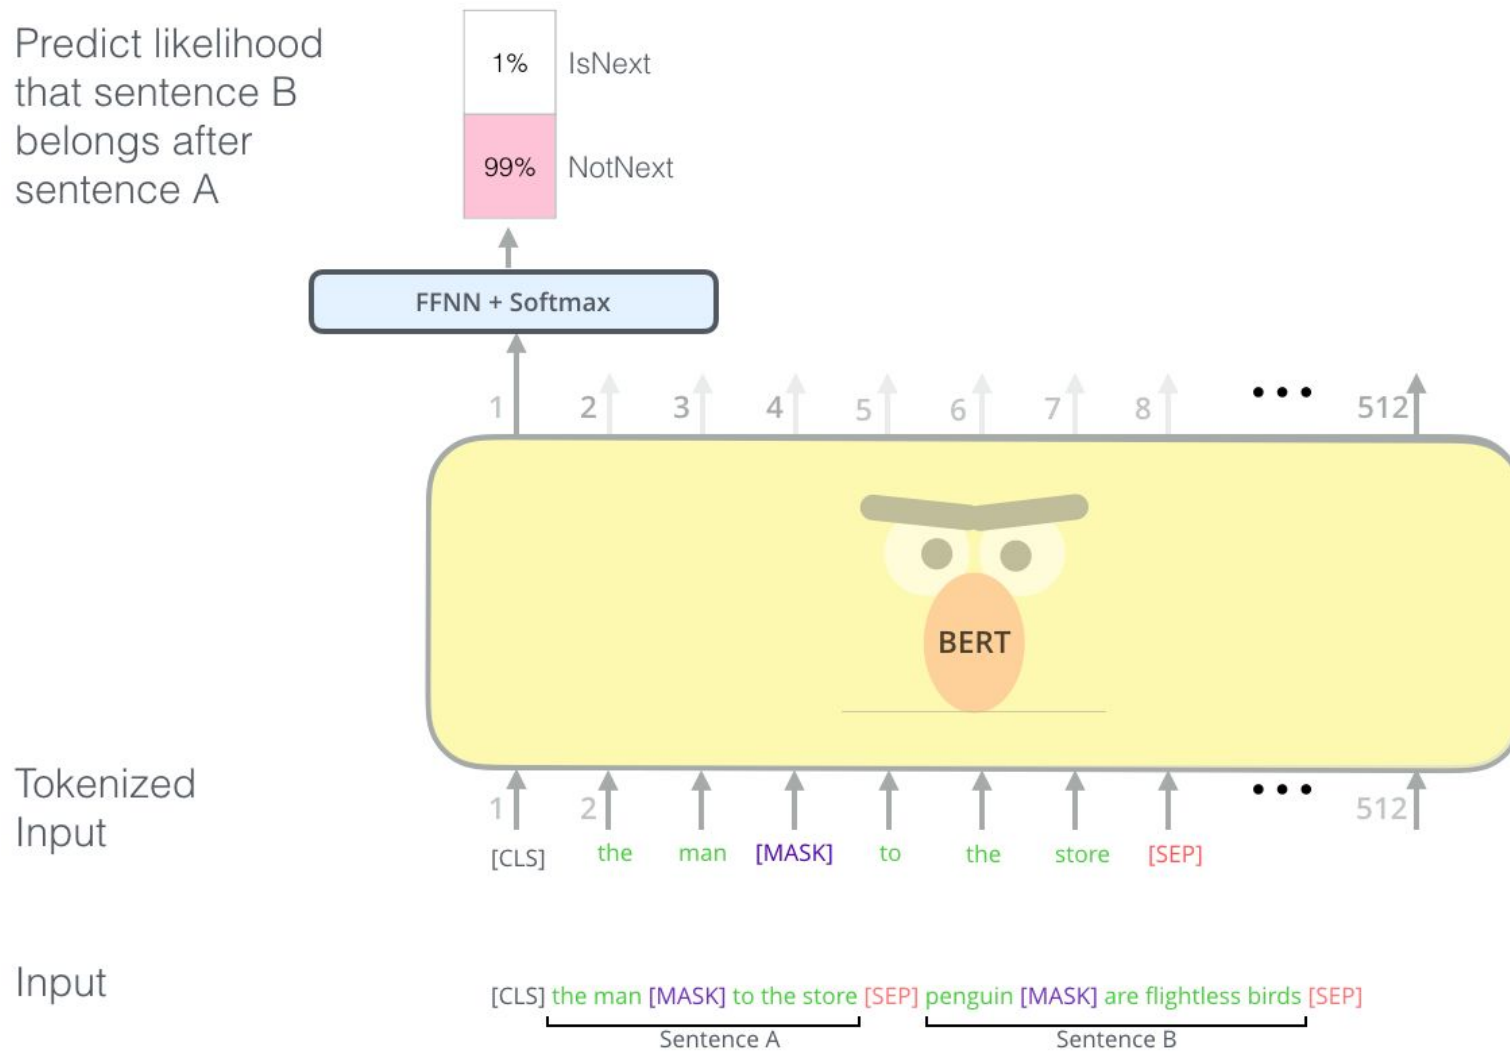 Predict likelihood
that sentence B
belongs after
sentence A
1% IsNext
99% NotNext
FFNN + Softmax
1 2 3 4 5 6 7 8 ••• 512
BERT
Tokenized
Input
1 2 ••• 512
[CLS] the man [MASK] to the store [SEP]
Input
[CLS] the man [MASK] to the store [SEP] penguin [MASK] are flightless birds [SEP]
Sentence A Sentence B